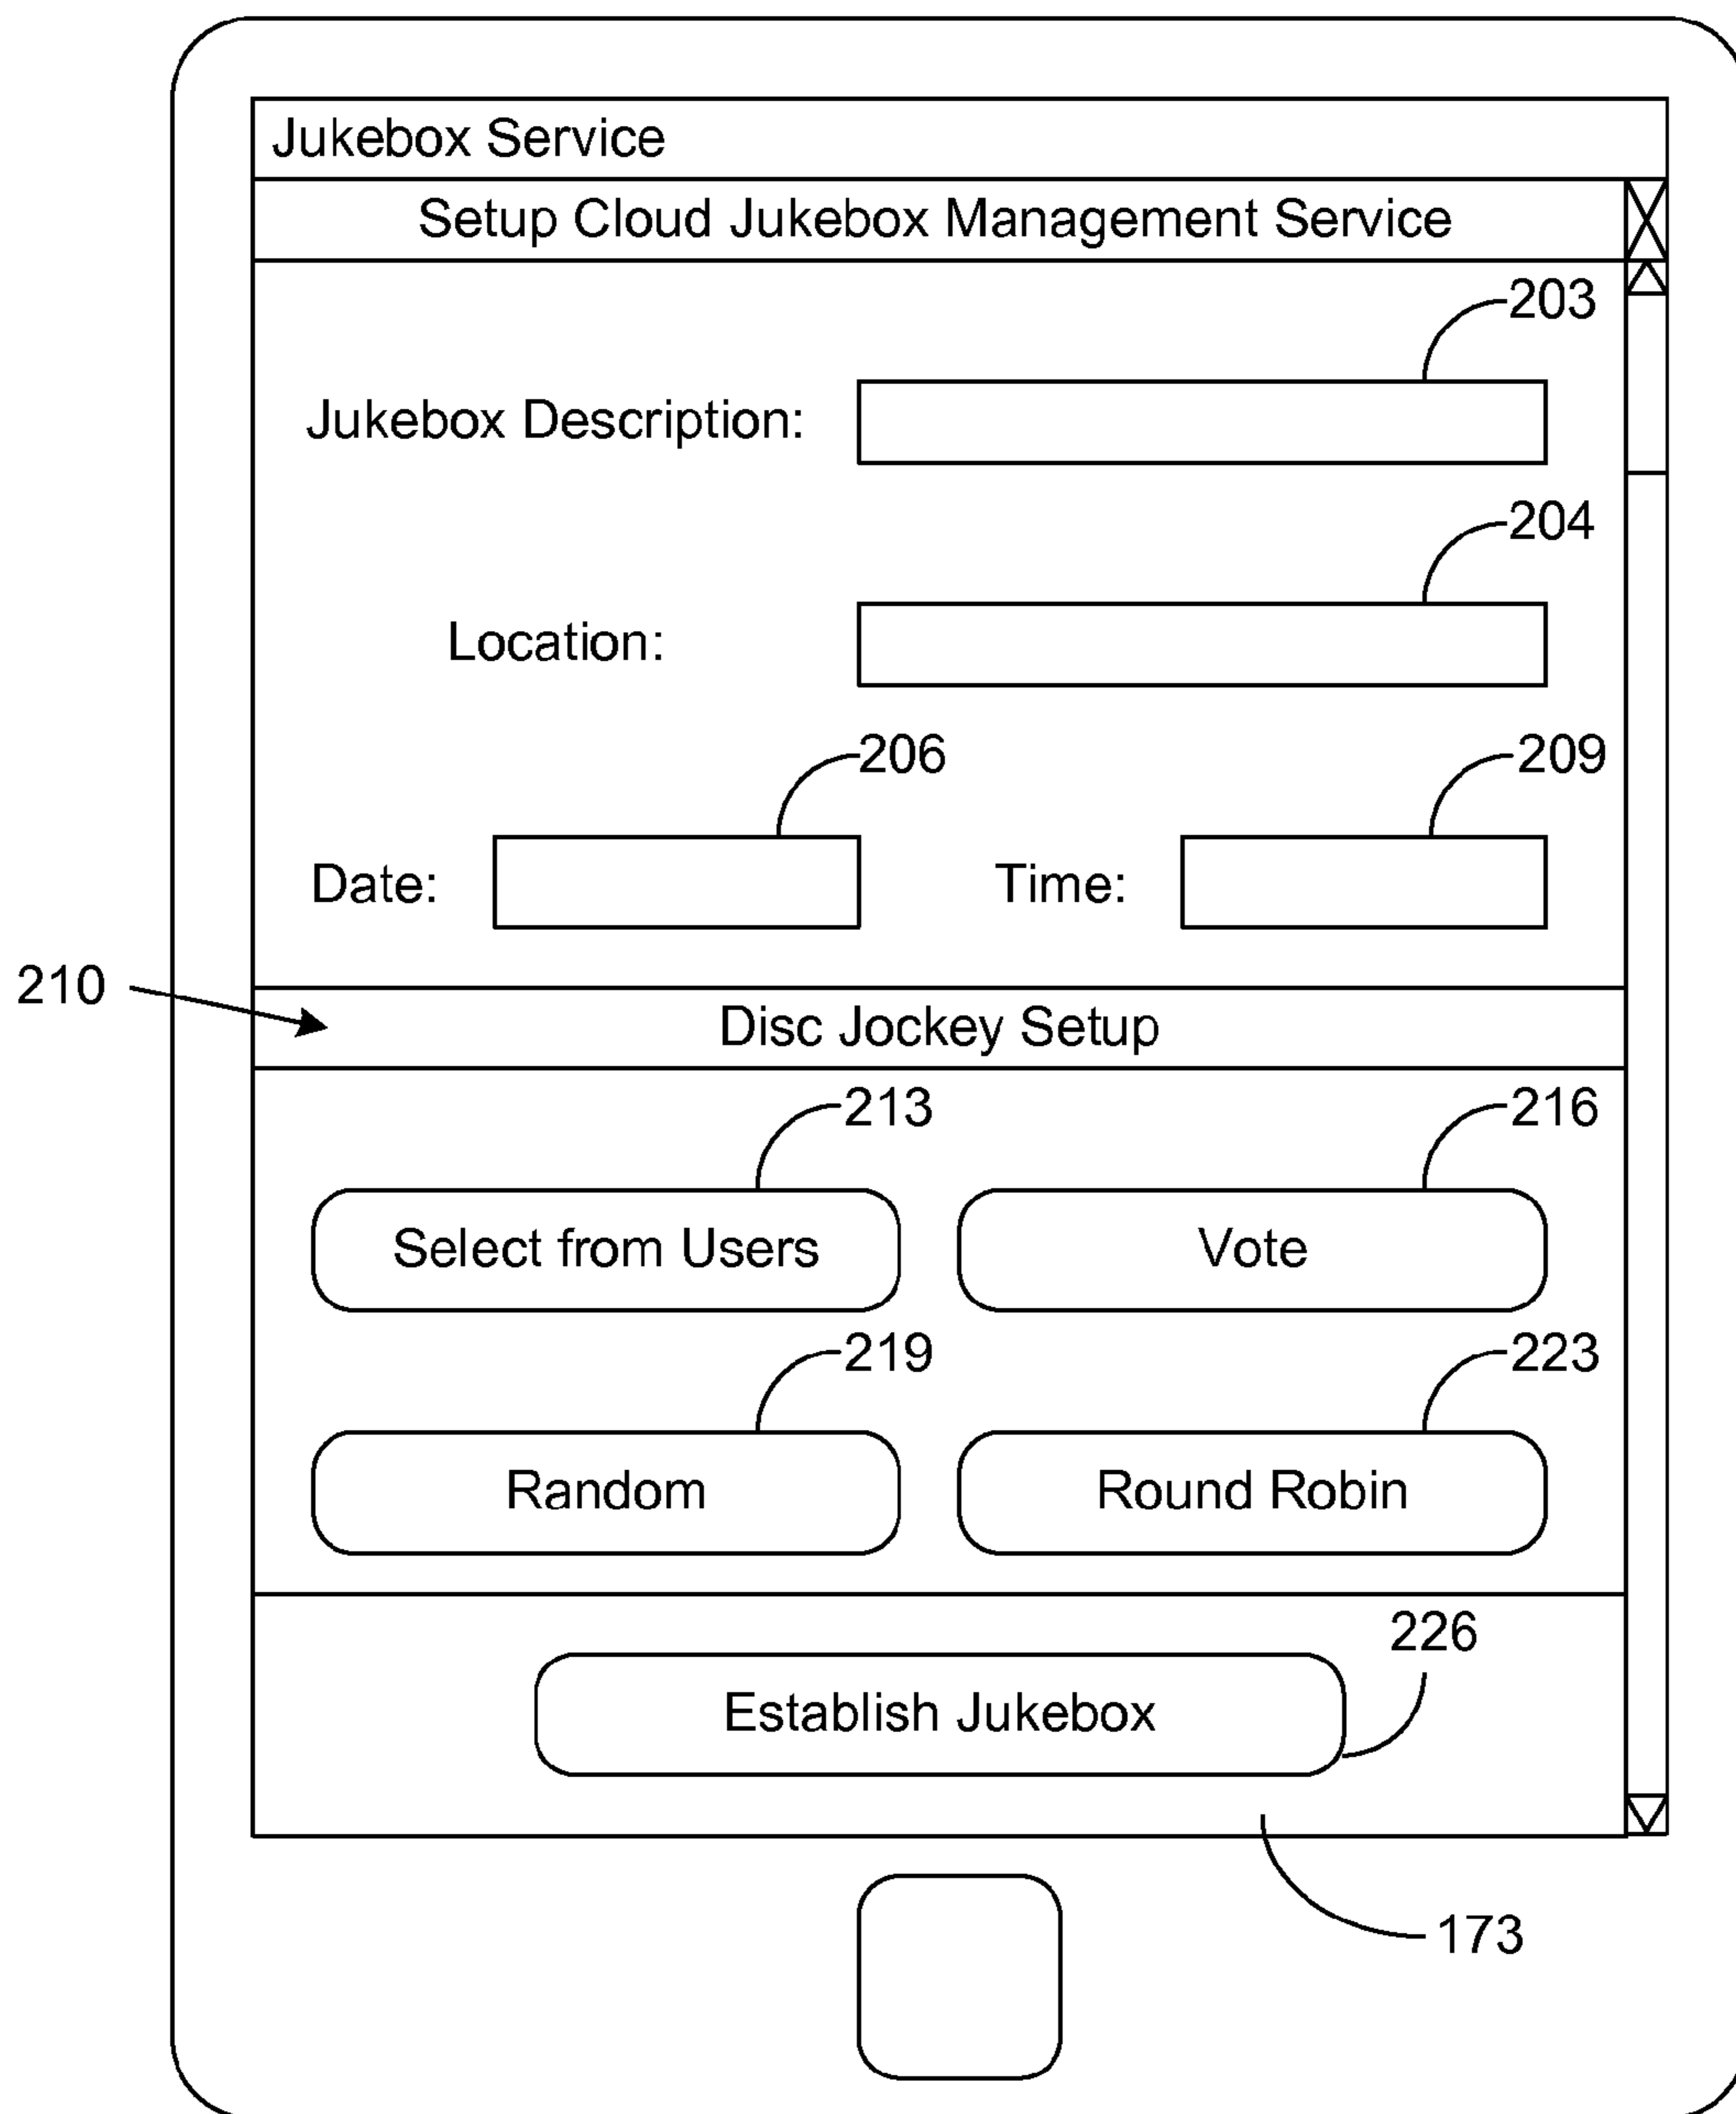 Jukebox Service
Setup Cloud Jukebox Management Service
203
Jukebox Description:
204
Location:
206
209
Date:
Time:
210
Disc Jockey Setup
213
216
Select from Users
Vote
219
223
Random
Round Robin
226
Establish Jukebox
173